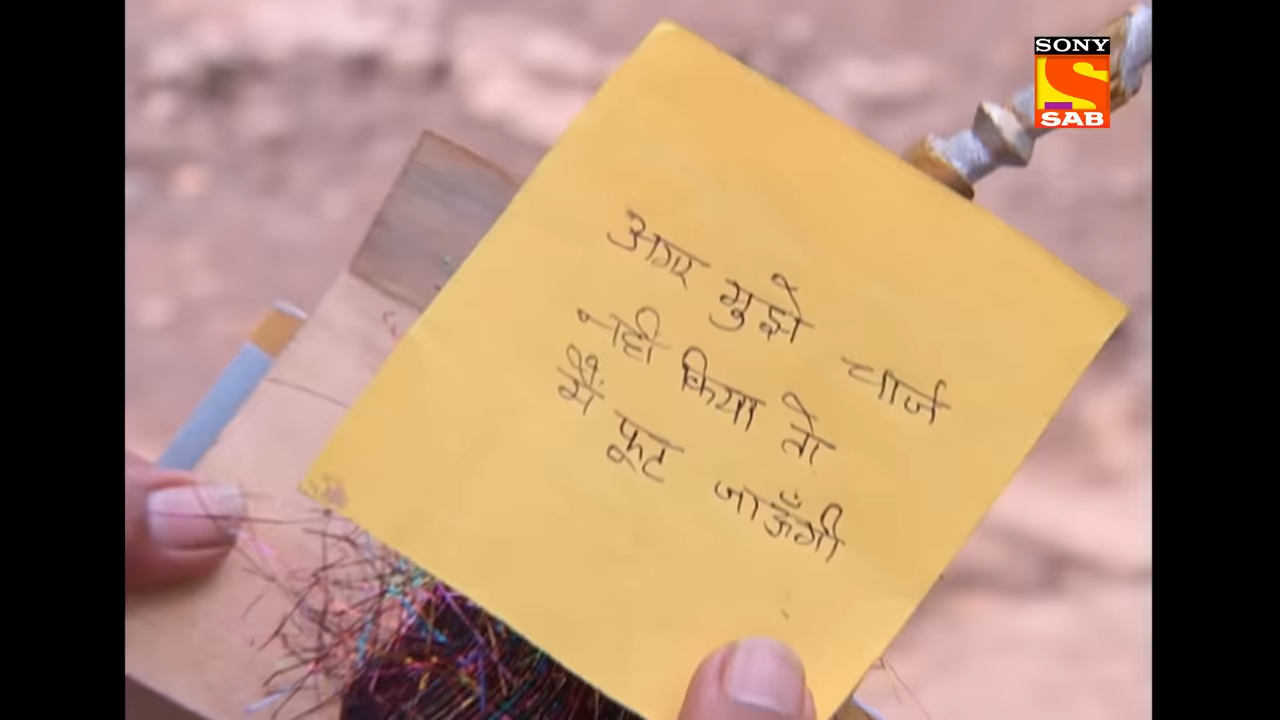 SONY
SAB
अगर मुझे चार्ज
नही किया तो
मैं फूट जाऊँगी